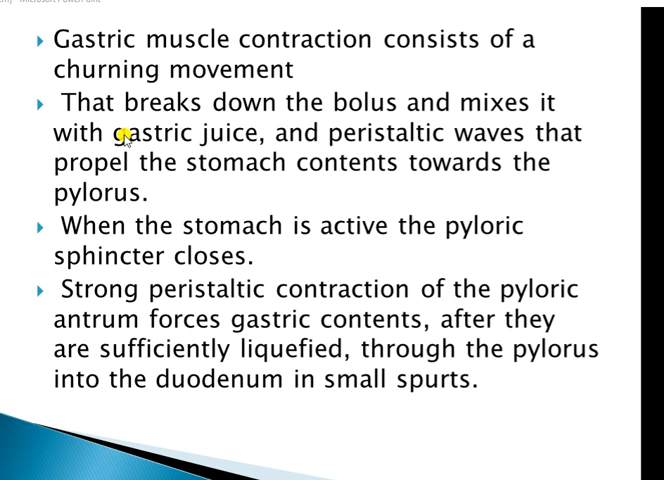 Gastric muscle contraction consists of a
churning movement
That breaks down the bolus and mixes it
with gastric juice, and peristaltic waves that
propel the stomach contents towards the
pylorus.
When the stomach is active the pyloric
sphincter closes.
Strong peristaltic contraction of the pyloric
antrum forces gastric contents, after they
are sufficiently liquefied, through the pylorus
into the duodenum in small spurts.